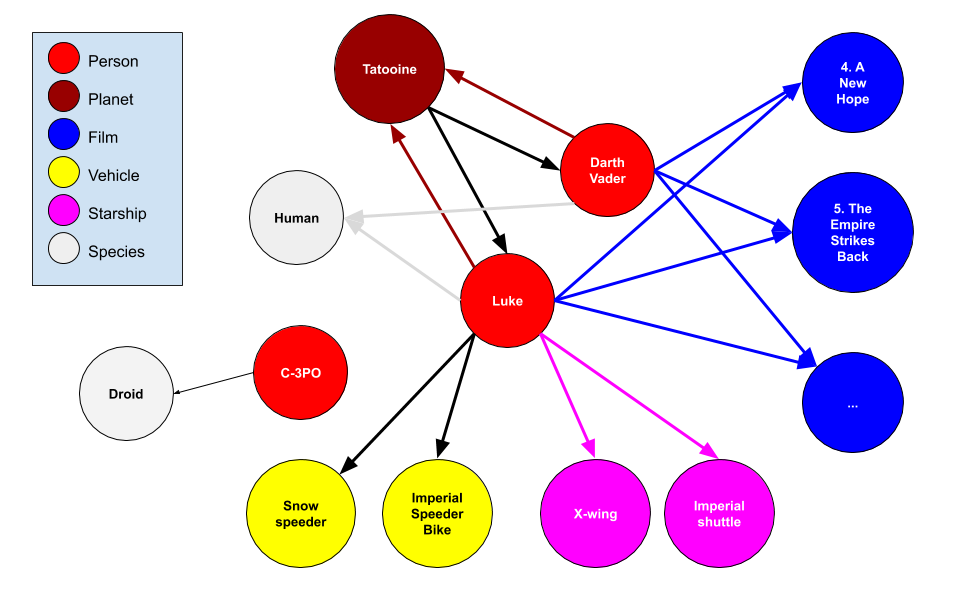 Person
Planet
Film
Vehicle
Starship
Species
Tatooine
4. A
New
Hope
Darth
Vader
Human
5. The
Empire
Strikes
Back
Luke
C-3PO
Droid
...
Snow
speeder
Imperial
Speeder
Bike
X-wing
Imperial
shuttle